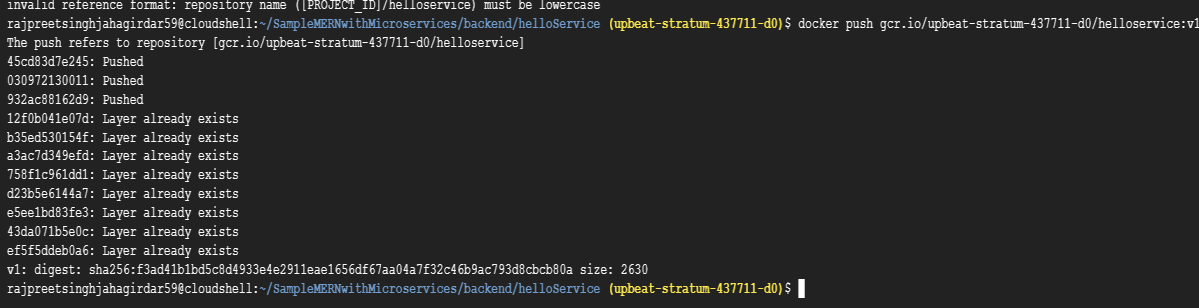 invalid reference format: repository name ([PROJECT_ID]/helloservice) must be lowercase
rajpreetsinghjahagirdar59@cloudshell:~/SampleMERNwithMicroservices/backend/helloService (upbeat-stratum-437711-d0)$ docker push gcr.io/upbeat-stratum-437711-d0/helloservice:v1
The push refers to repository [gcr.io/upbeat-stratum-437711-d0/helloservice]
45cd83d7e245: Pushed
030972130011: Pushed
932ac88162d9: Pushed
12f0b041e07d: Layer already exists
b35ed530154f: Layer already exists
a3ac7d349efd: Layer already exists
758f1c961dd1: Layer already exists
d23b5e6144a7: Layer already exists
e5ee1bd83fe3: Layer already exists
43da071b5e0c: Layer already exists
ef5f5ddeb0a6: Layer already exists
v1: digest: sha256:f3ad41b1bd5c8d4933e4e2911eae1656df67aa04a7f32c46b9ac793d8cbcb80a size: 2630
rajpreetsinghjahagirdar59@cloudshell:~/SampleMERNwithMicroservices/backend/helloService (upbeat-stratum-437711-d0)$